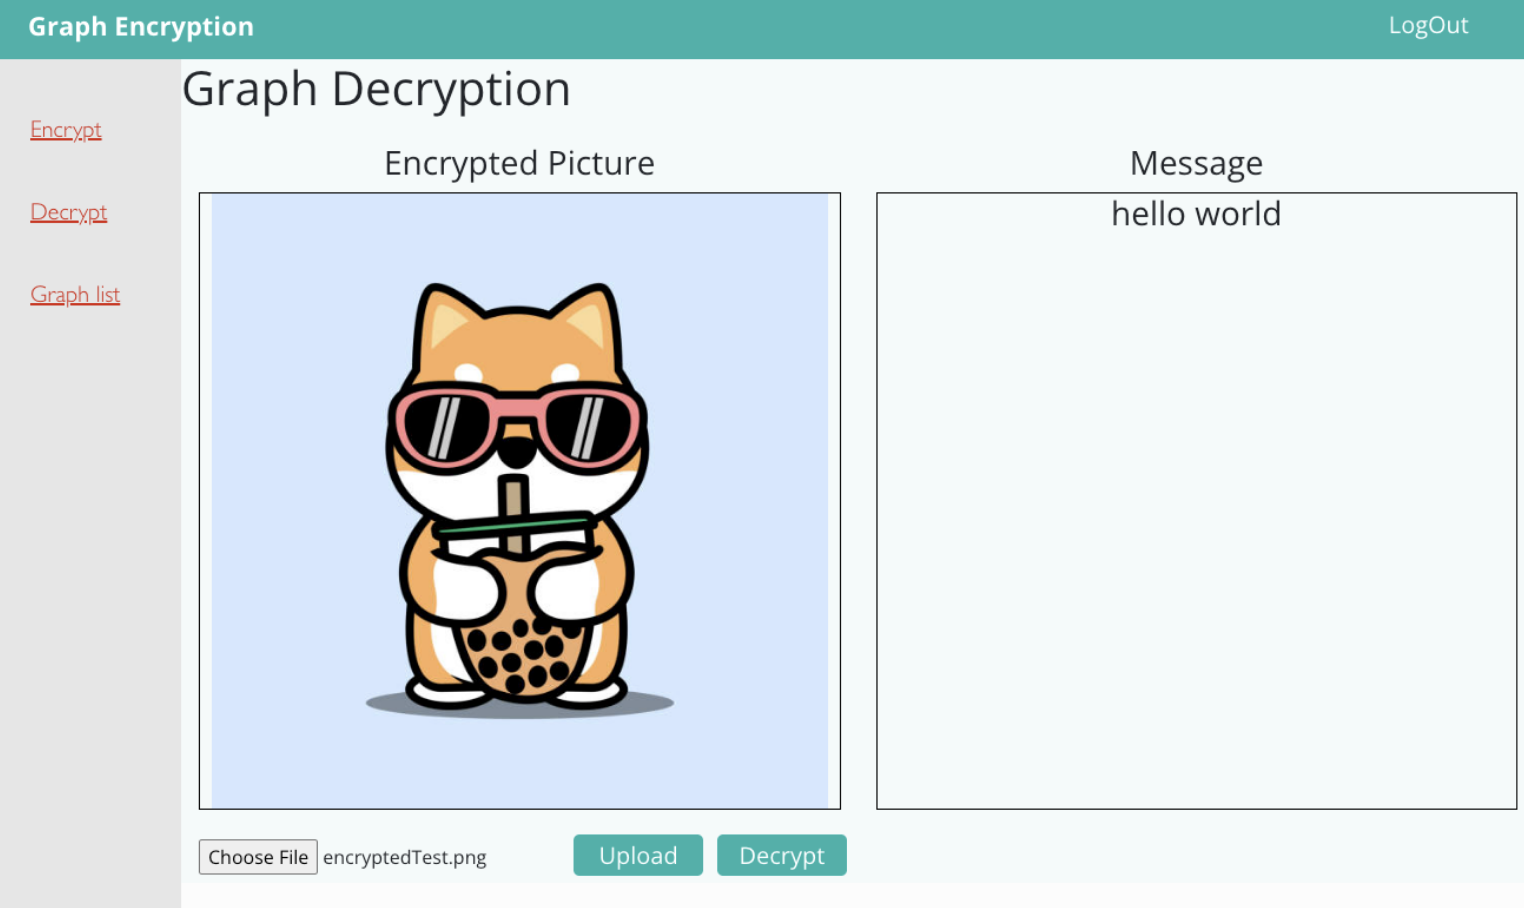 Graph Encryption
LogOut
Encrypt
Decrypt
Graph list
Graph Decryption
Encrypted Picture
Message
hello world
Choose File encryptedTest.png
Upload
Decrypt